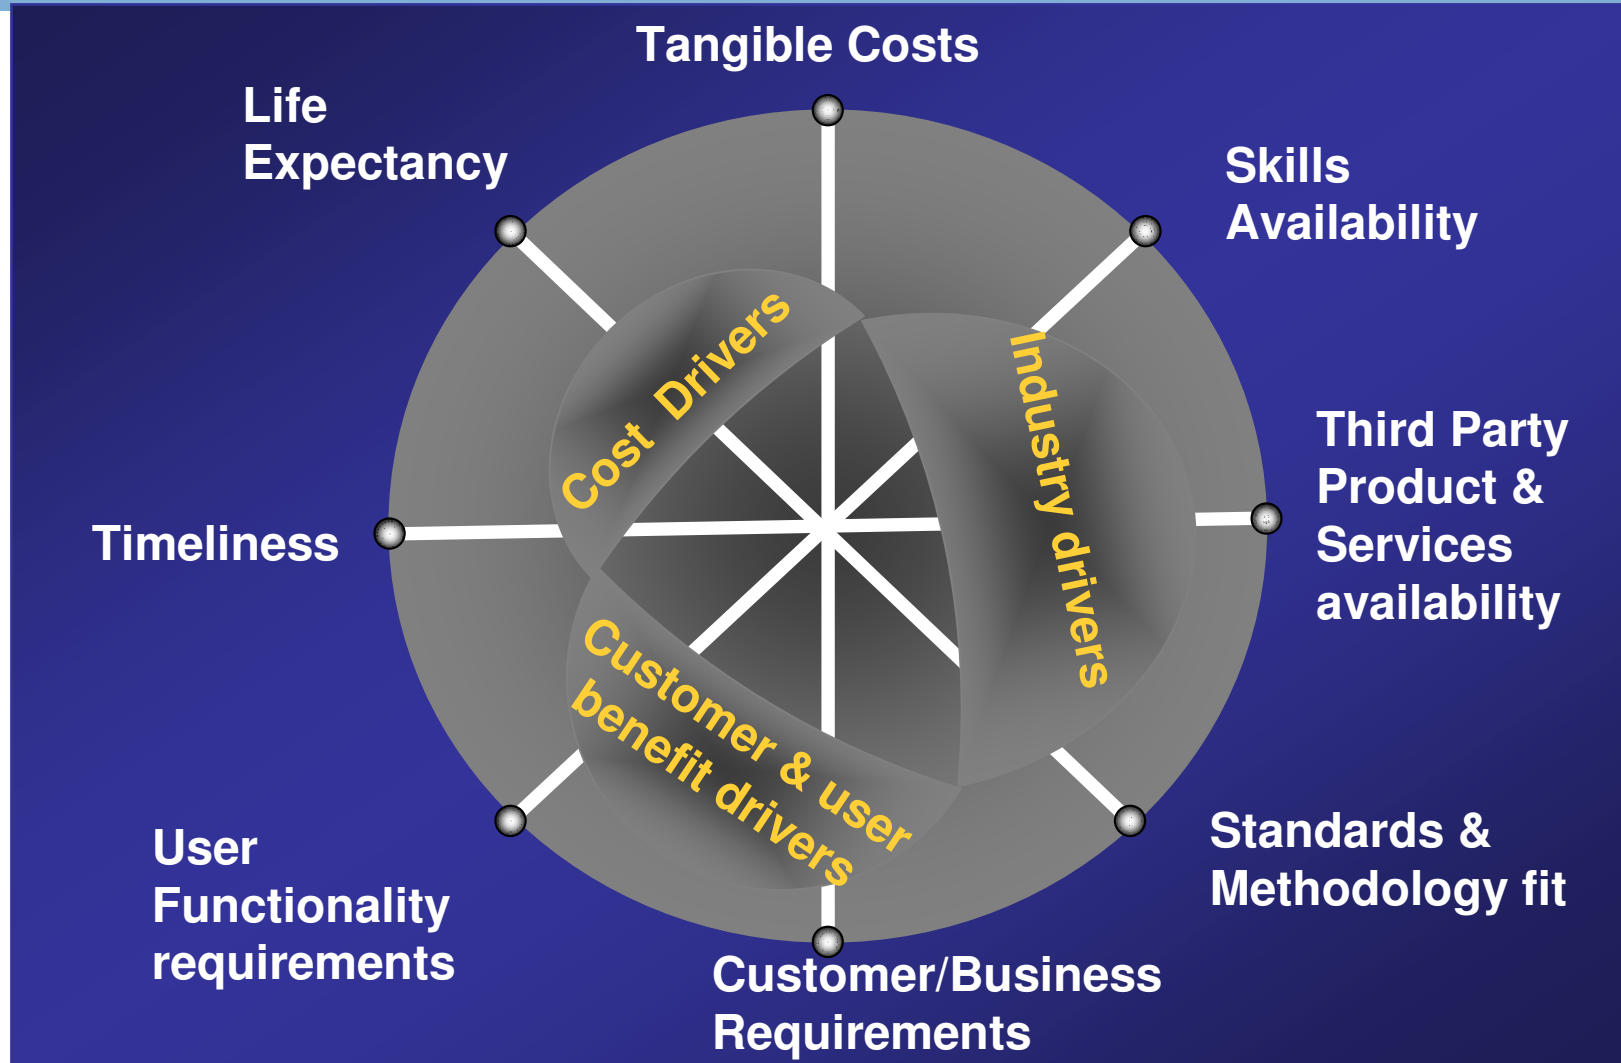 Tangible Costs
Life
Expectancy
Skills
Availability
Cost Drivers
Industry drivers
Third Party
Product &
Services
availability
Timeliness
Customer & user
benefit drivers
User
Functionality
requirements
Standards &
Methodology fit
Customer/Business
Requirements